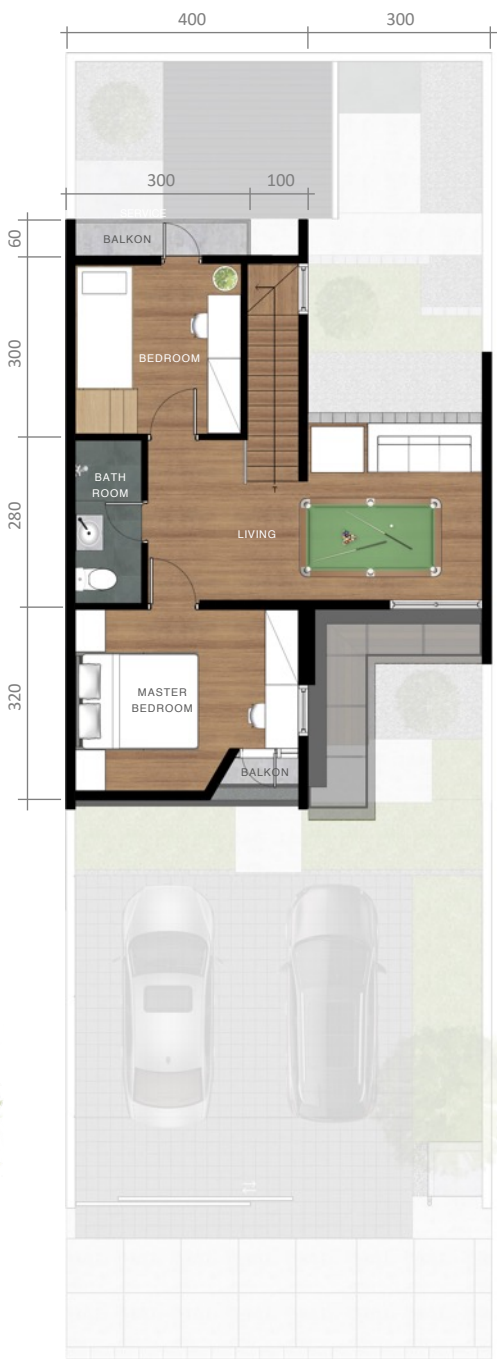 400
300
300
100
SERVICE
60
BALKON
300
BEDROOM
BATH
ROOM
280
LIVING
320
MASTER
BEDROOM
BALKON